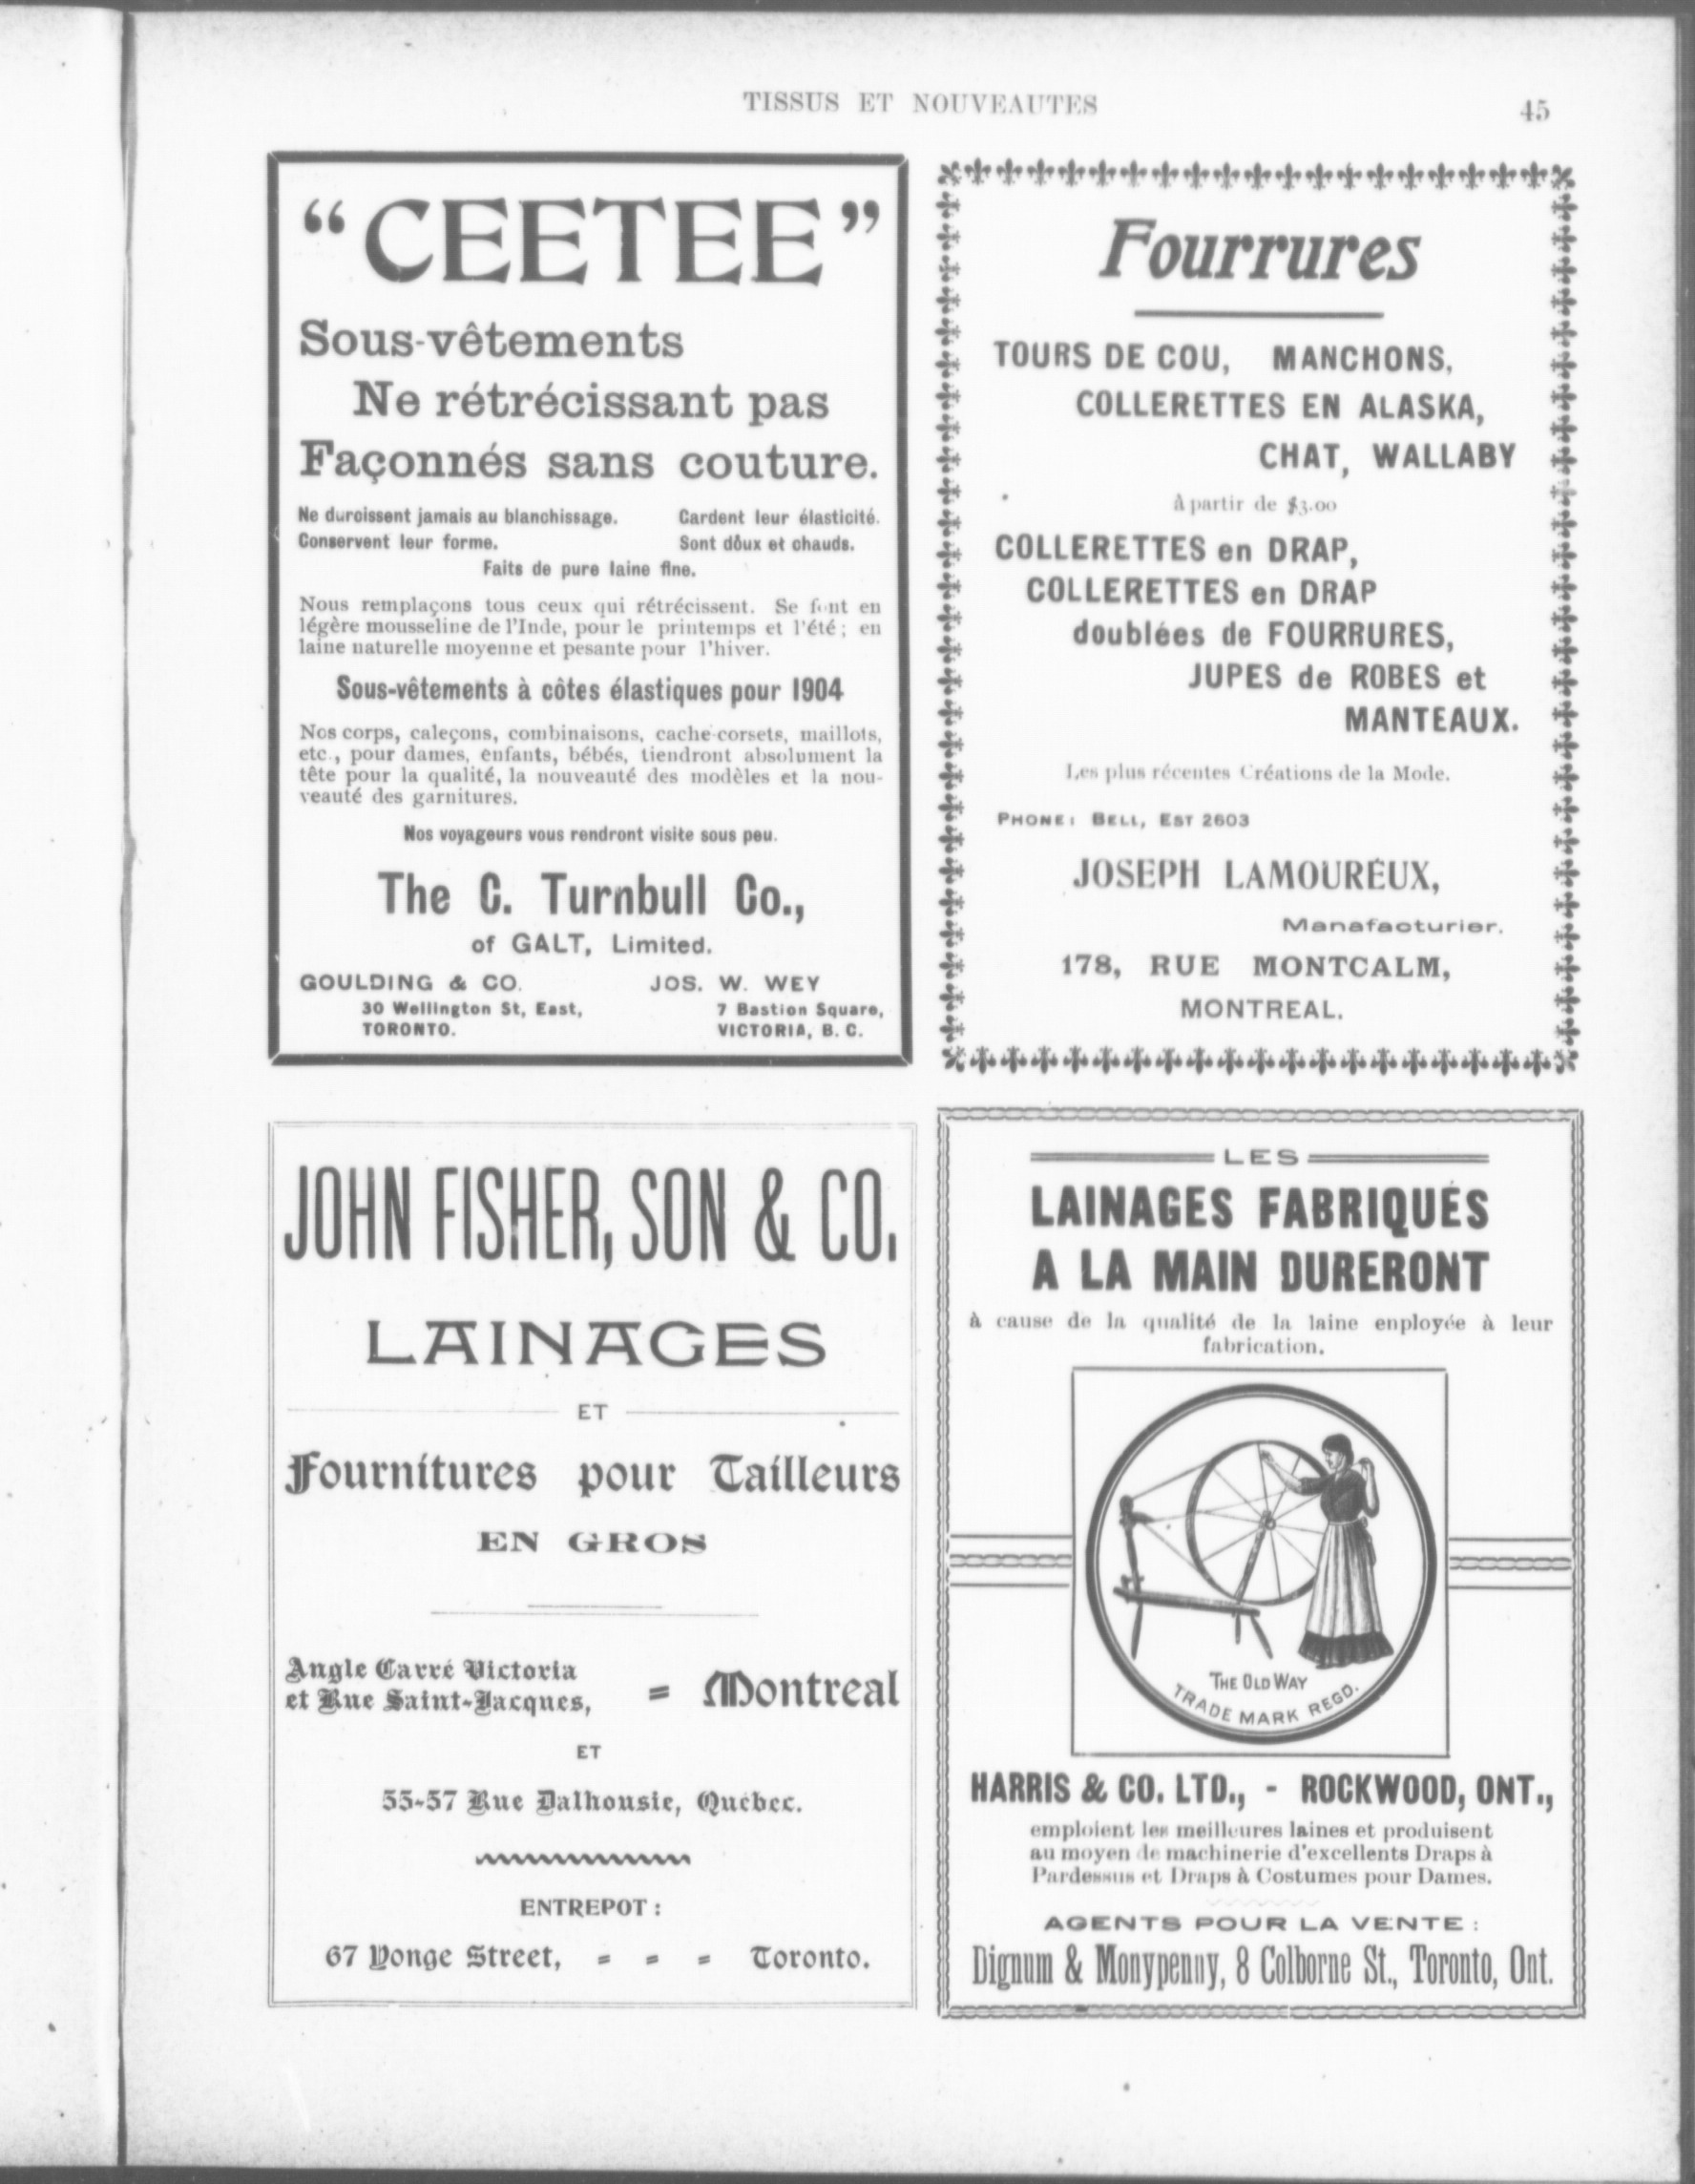 TISSUS ET NOUVEAUTES
45
“CEETEE”
Sous-vêtements
Ne rétrécissant pas
Façonnés sans couture.
Ne durcissent jamais au blanchissage. Cardent leur élasticité.
Conservent leur forme. Sont dôux et chauds.
Faits de pure laine fine.
Nous remplaçons tous ceux qui rétrécissent. Se font en
légère mousseline de l'Inde, pour le printemps et l'été; en
laine naturelle moyenne et pesante pour l'hiver.
Sous-vêtements à côtes élastiques pour 1904
Nos corps, caleçons, combinaisons, cache-corsets, maillots,
etc., pour dames, enfants, bébés, tiendront absolument la
tête pour la qualité, la nouveauté des modèles et la nou-
veauté des garnitures.
Nos voyageurs vous rendront visite sous peu.
The C. Turnbull Co.,
of GALT, Limited.
GOULDING & CO. JOS. W. WEY
30 Wellington St, East, 7 Bastion Square,
TORONTO. VICTORIA, B. C.
Fourrures
TOURS DE COU, MANCHONS,
COLLERETTES EN ALASKA,
CHAT, WALLABY
à partir de $3.00
COLLERETTES en DRAP,
COLLERETTES en DRAP
doublées de FOURRURES,
JUPES de ROBES et
MANTEAUX.
Les plus récentes Créations de la Mode.
PHONE: BELL, EST 2603
JOSEPH LAMOUREUX,
Manafacturier.
178, RUE MONTCALM,
MONTREAL.
JOHN FISHER, SON & CO.
LAINAGES
ET
Fournitures pour Tailleurs
EN GROS
Angle Carré Victoria
et Rue Saint-Jacques, = Montreal
ET
55-57 Rue Dalhousie, Québec.
ENTREPOT :
67 Yonge Street, = = = Toronto.
LES
LAINAGES FABRIQUÉS
A LA MAIN DURERONT
à cause de la qualité de la laine enployée à leur
fabrication.
THE OLD WAY
TRADE MARK REGD.
HARRIS & CO. LTD., - ROCKWOOD, ONT.,
emploient les meilleures laines et produisent
au moyen de machinerie d'excellents Draps à
Pardessus et Draps à Costumes pour Dames.
AGENTS POUR LA VENTE :
Dignum & Monypenny, 8 Colborne St., Toronto, Ont.